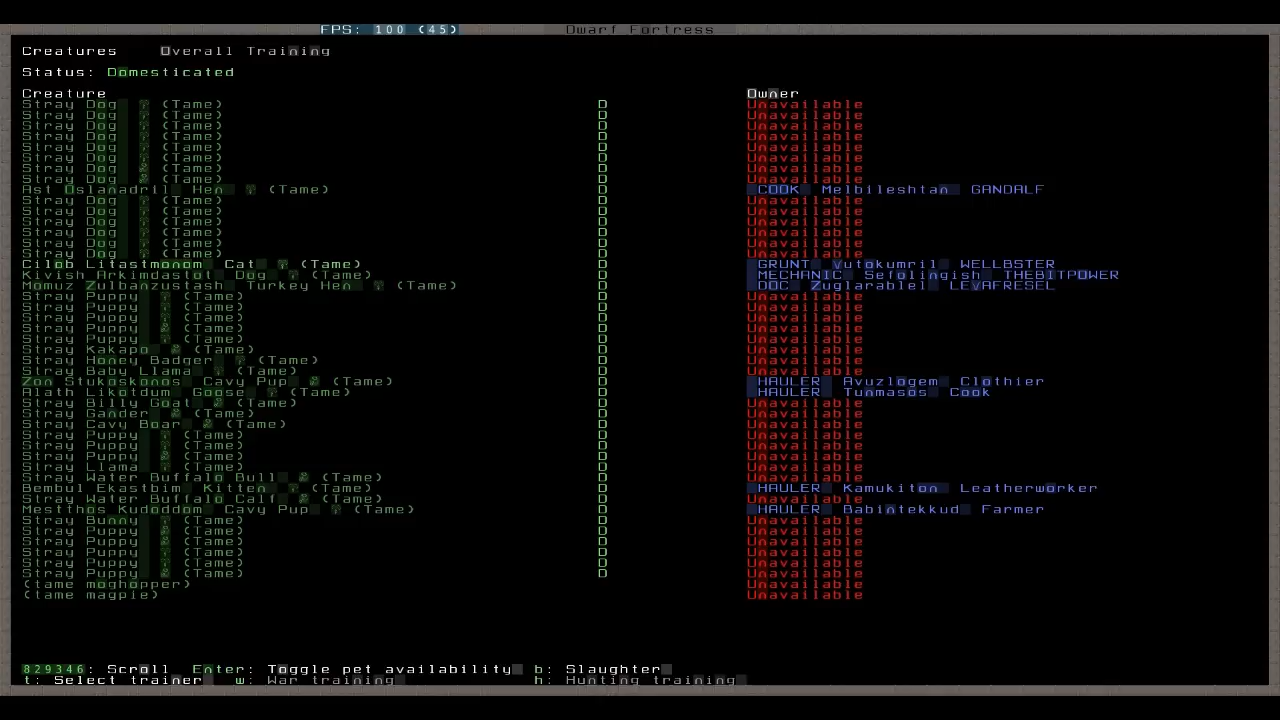 FPS: 100 (45) Dwarf Fortress
Creatures Overall Training
Status: Domesticated
Creature Owner
Stray Dog ♀ (Tame) D Unavailable
Stray Dog ♀ (Tame) D Unavailable
Stray Dog ♀ (Tame) D Unavailable
Stray Dog ♀ (Tame) D Unavailable
Stray Dog ♀ (Tame) D Unavailable
Stray Dog ♀ (Tame) D Unavailable
Stray Dog ♂ (Tame) D Unavailable
Stray Dog ♂ (Tame) D Unavailable
Ast Oslanadril Hen ♀ (Tame) D COOK Melbileshtan GANDALF
Stray Dog ♀ (Tame) D Unavailable
Stray Dog ♀ (Tame) D Unavailable
Stray Dog ♀ (Tame) D Unavailable
Stray Dog ♀ (Tame) D Unavailable
Stray Dog ♀ (Tame) D Unavailable
Stray Dog ♀ (Tame) D Unavailable
Cilob Litastmonom Cat ♀ (Tame) D GRUNT Vutokumril WELLBSTER
Kivish Arkimdastot Dog ♀ (Tame) D MECHANIC Sefolingish THEBITPOWER
Momuz Zulbanzustash Turkey Hen ♀ (Tame) D DOC Zuglarablel LEVAFRESEL
Stray Puppy ♀ (Tame) D Unavailable
Stray Puppy ♀ (Tame) D Unavailable
Stray Puppy ♂ (Tame) D Unavailable
Stray Puppy ♂ (Tame) D Unavailable
Stray Puppy ♀ (Tame) D Unavailable
Stray Kakapo ♂ (Tame) D Unavailable
Stray Honey Badger ♀ (Tame) D Unavailable
Stray Baby Llama ♀ (Tame) D Unavailable
Zon Stukoskonos Cavy Pup ♂ (Tame) D HAULER Avuzlogem Clothier
Alath Likotdum Goose ♀ (Tame) D HAULER Tunmasos Cook
Stray Billy Goat ♂ (Tame) D Unavailable
Stray Gander ♂ (Tame) D Unavailable
Stray Cavy Boar ♂ (Tame) D Unavailable
Stray Puppy ♀ (Tame) D Unavailable
Stray Puppy ♀ (Tame) D Unavailable
Stray Puppy ♂ (Tame) D Unavailable
Stray Llama ♀ (Tame) D Unavailable
Stray Water Buffalo Bull ♂ (Tame) D Unavailable
Bembul Ekastbim Kitten ♀ (Tame) D HAULER Kamukiton Leatherworker
Stray Water Buffalo Calf ♂ (Tame) D Unavailable
Mestthos Kudoddom Cavy Pup ♀ (Tame) D HAULER Babintekkud Farmer
Stray Bunny ♀ (Tame) D Unavailable
Stray Puppy ♂ (Tame) D Unavailable
Stray Puppy ♂ (Tame) D Unavailable
Stray Puppy ♀ (Tame) D Unavailable
Stray Puppy ♀ (Tame) D Unavailable
Stray Puppy ♂ (Tame) D Unavailable
(tame moghopper) Unavailable
(tame magpie) Unavailable
829346: Scroll Enter: Toggle pet availability b: Slaughter
t: Select trainer w: War training h: Hunting training